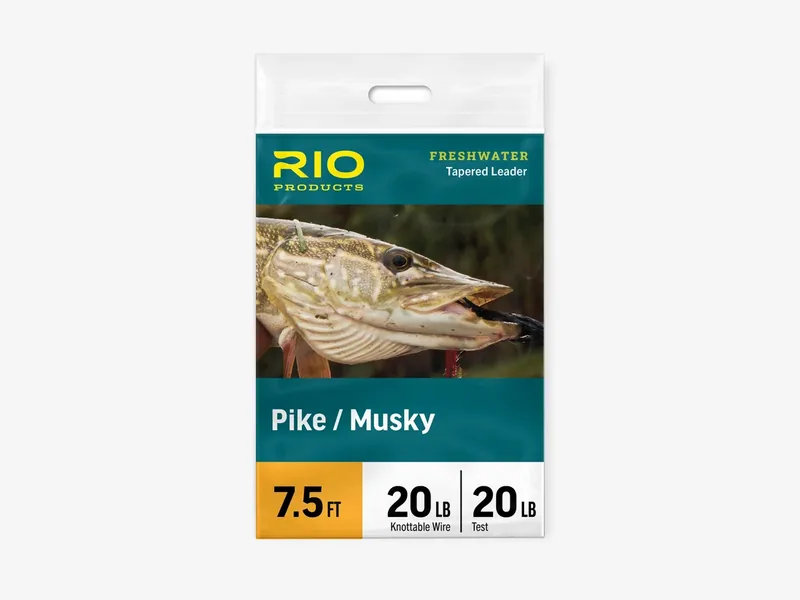 RIO
PRODUCTS
FRESHWATER
Tapered Leader
Pike / Musky
7.5 FT
20 LB
Knottable Wire
20 LB
Test